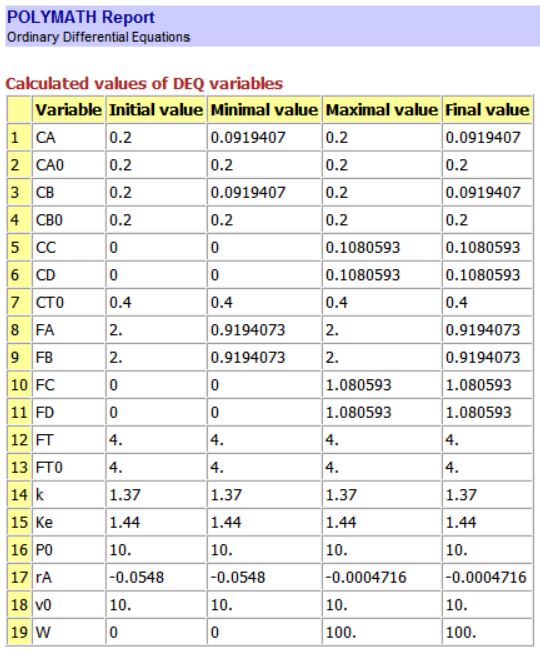 POLYMATH Report
Ordinary Differential Equations
Calculated values of DEQ variables
Variable Initial value Minimal value Maximal value Final value
1 CA 0.2 0.0919407 0.2 0.0919407
2 CA0 0.2 0.2 0.2 0.2
3 CB 0.2 0.0919407 0.2 0.0919407
4 CB0 0.2 0.2 0.2 0.2
5 CC 0 0 0.1080593 0.1080593
6 CD 0 0 0.1080593 0.1080593
7 CT0 0.4 0.4 0.4 0.4
8 FA 2. 0.9194073 2. 0.9194073
9 FB 2. 0.9194073 2. 0.9194073
10 FC 0 0 1.080593 1.080593
11 FD 0 0 1.080593 1.080593
12 FT 4. 4. 4. 4.
13 FT0 4. 4. 4. 4.
14 k 1.37 1.37 1.37 1.37
15 Ke 1.44 1.44 1.44 1.44
16 P0 10. 10. 10. 10.
17 rA -0.0548 -0.0548 -0.0004716 -0.0004716
18 v0 10. 10. 10. 10.
19 W 0 0 100. 100.